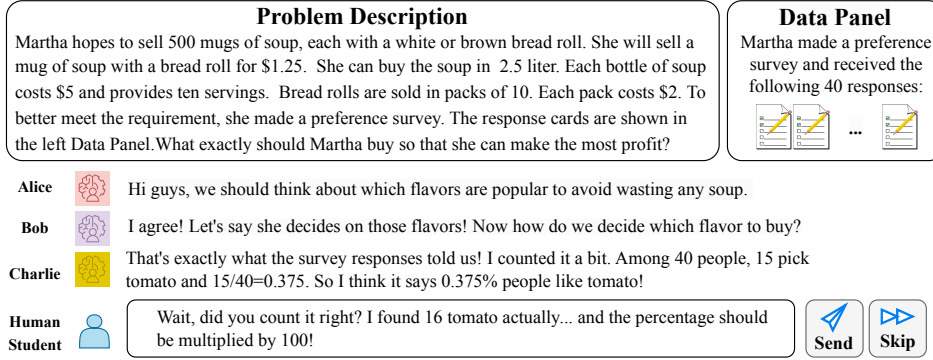 Problem Description
Martha hopes to sell 500 mugs of soup, each with a white or brown bread roll. She will sell a
mug of soup with a bread roll for $1.25. She can buy the soup in 2.5 liter. Each bottle of soup
costs $5 and provides ten servings. Bread rolls are sold in packs of 10. Each pack costs $2. To
better meet the requirement, she made a preference survey. The response cards are shown in
the left Data Panel.What exactly should Martha buy so that she can make the most profit?
Data Panel
Martha made a preference
survey and received the
following 40 responses:
...
Alice
Hi guys, we should think about which flavors are popular to avoid wasting any soup.
Bob
I agree! Let's say she decides on those flavors! Now how do we decide which flavor to buy?
Charlie
That's exactly what the survey responses told us! I counted it a bit. Among 40 people, 15 pick
tomato and 15/40=0.375. So I think it says 0.375% people like tomato!
Human
Student
Wait, did you count it right? I found 16 tomato actually... and the percentage should
be multiplied by 100!
Send
Skip